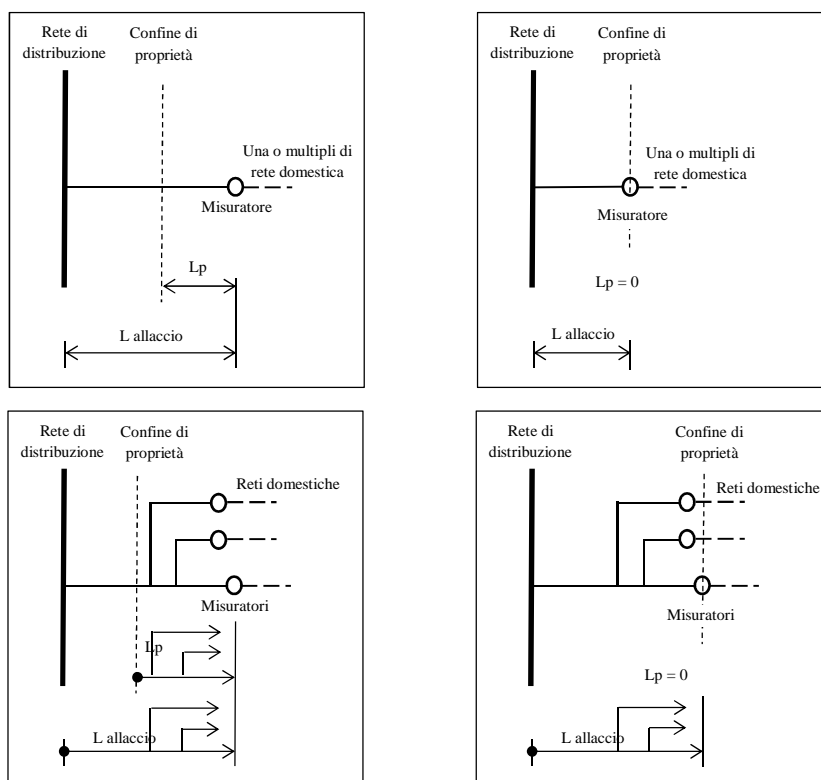 Rete di
distribuzione
Confine di
proprietà
Una o multipli di
rete domestica
Misuratore
Lp
L allaccio
Rete di
distribuzione
Confine di
proprietà
Una o multipli di
rete domestica
Misuratore
Lp = 0
L allaccio
Rete di
distribuzione
Confine di
proprietà
Reti domestiche
Misuratori
Lp
L allaccio
Rete di
distribuzione
Confine di
proprietà
Reti domestiche
Misuratori
Lp = 0
L allaccio